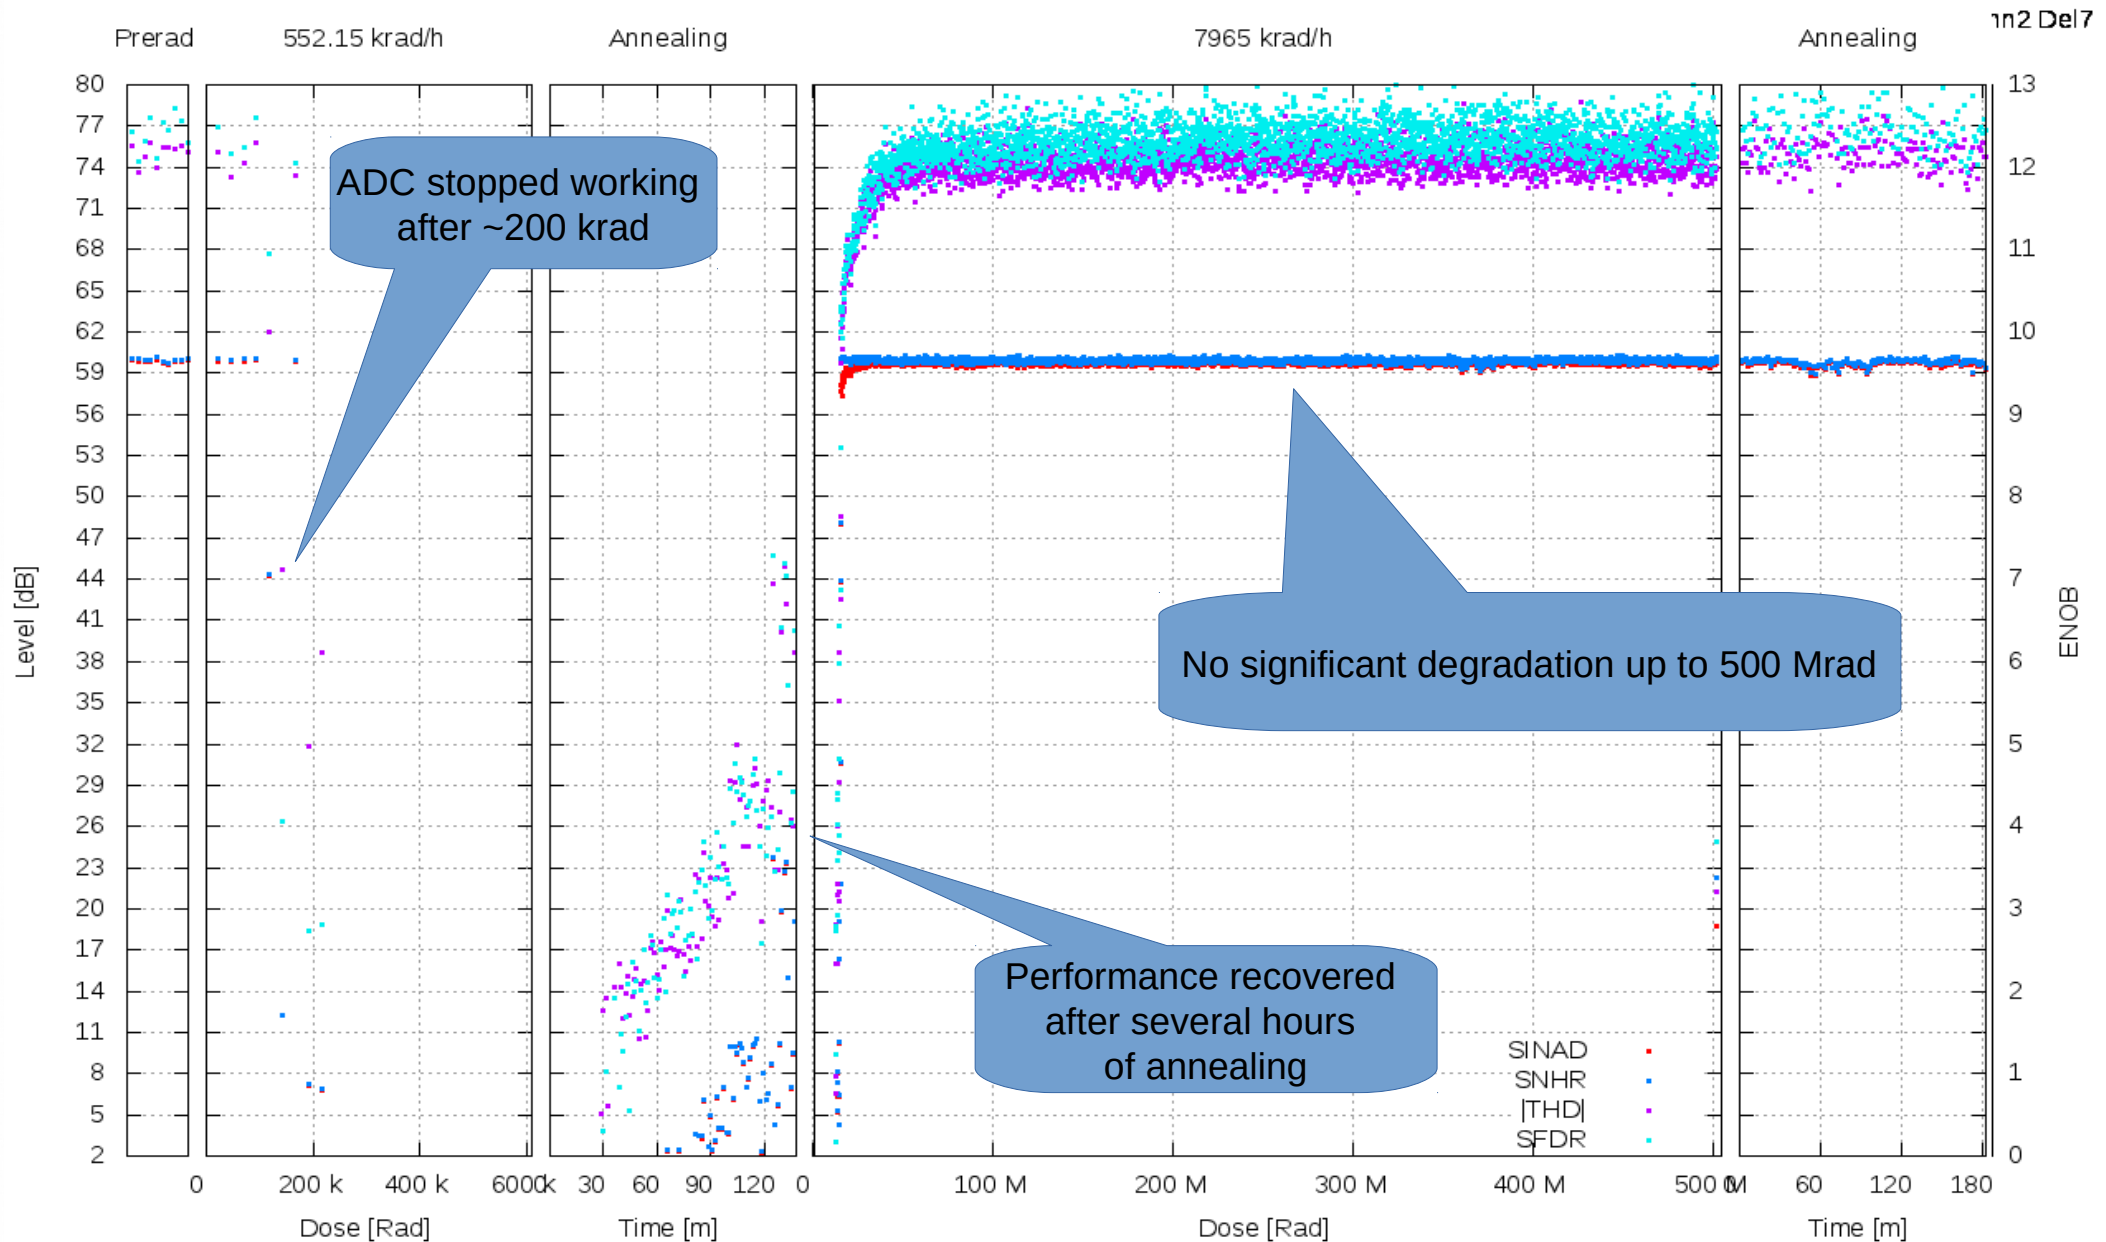 ทn2 Del7
Prerad 552.15 krad/h Annealing 7965 krad/h Annealing
80 13
77
ADC stopped working
after ~200 krad
74 12
71
68 11
65
62 10
59
56 9
53
50 8
47
44 7
41
Level [dB]
ENOB
38 6
No significant degradation up to 500 Mrad
35
32 5
29
26 4
23
20 3
17
Performance recovered
after several hours
of annealing
14 2
11
SINAD
SNHR
|THD|
SFDR
8 1
5
2 0
0 200 k 400 k 600 k 0 30 60 90 120 0 100 M 200 M 300 M 400 M 500 M 0 60 120 180
Dose [Rad] Time [m] Dose [Rad] Time [m]